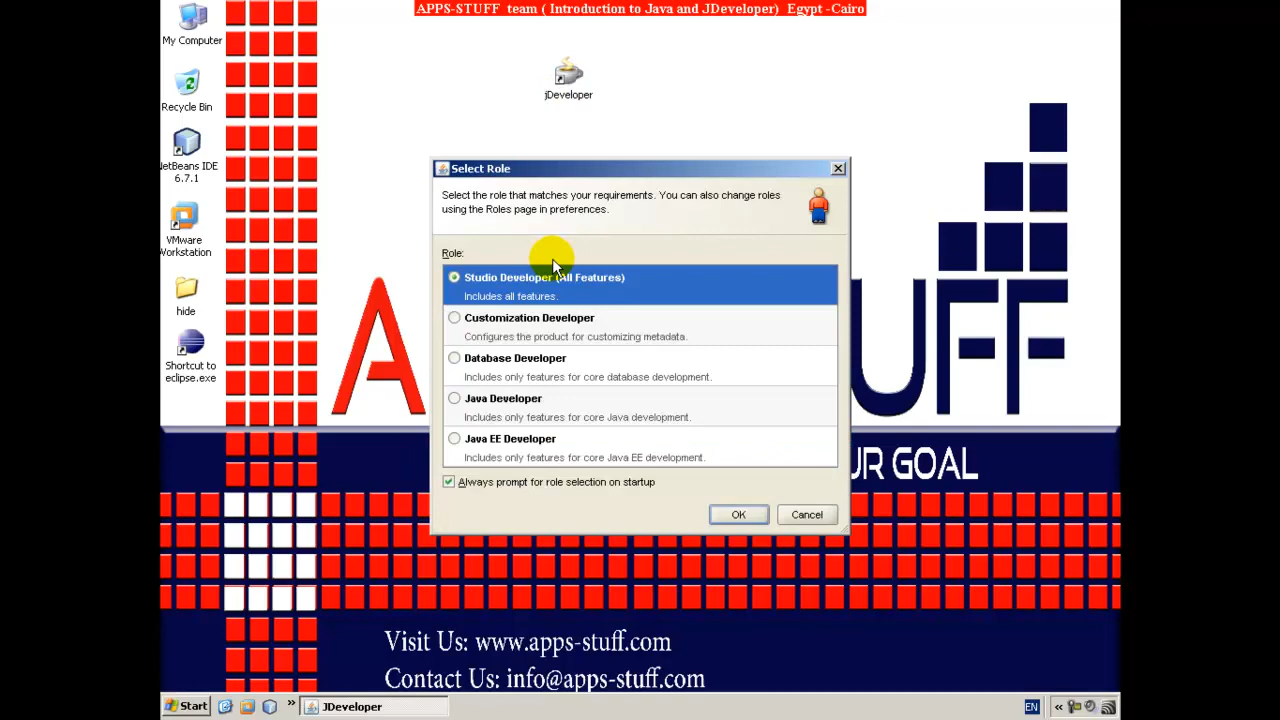 APPS-STUFF team ( Introduction to Java and JDeveloper) Egypt -Cairo
My Computer
jDeveloper
Recycle Bin
NetBeans IDE
6.7.1
VMware
Workstation
hide
Shortcut to
eclipse.exe
Select Role
Select the role that matches your requirements. You can also change roles
using the Roles page in preferences.
Role:
Studio Developer (All Features)
Includes all features.
Customization Developer
Configures the product for customizing metadata.
Database Developer
Includes only features for core database development.
Java Developer
Includes only features for core Java development.
Java EE Developer
Includes only features for core Java EE development.
Always prompt for role selection on startup
OK
Cancel
A
UFF
UR GOAL
Visit Us: www.apps-stuff.com
Contact Us: info@apps-stuff.com
Start
»
JDeveloper
EN
«